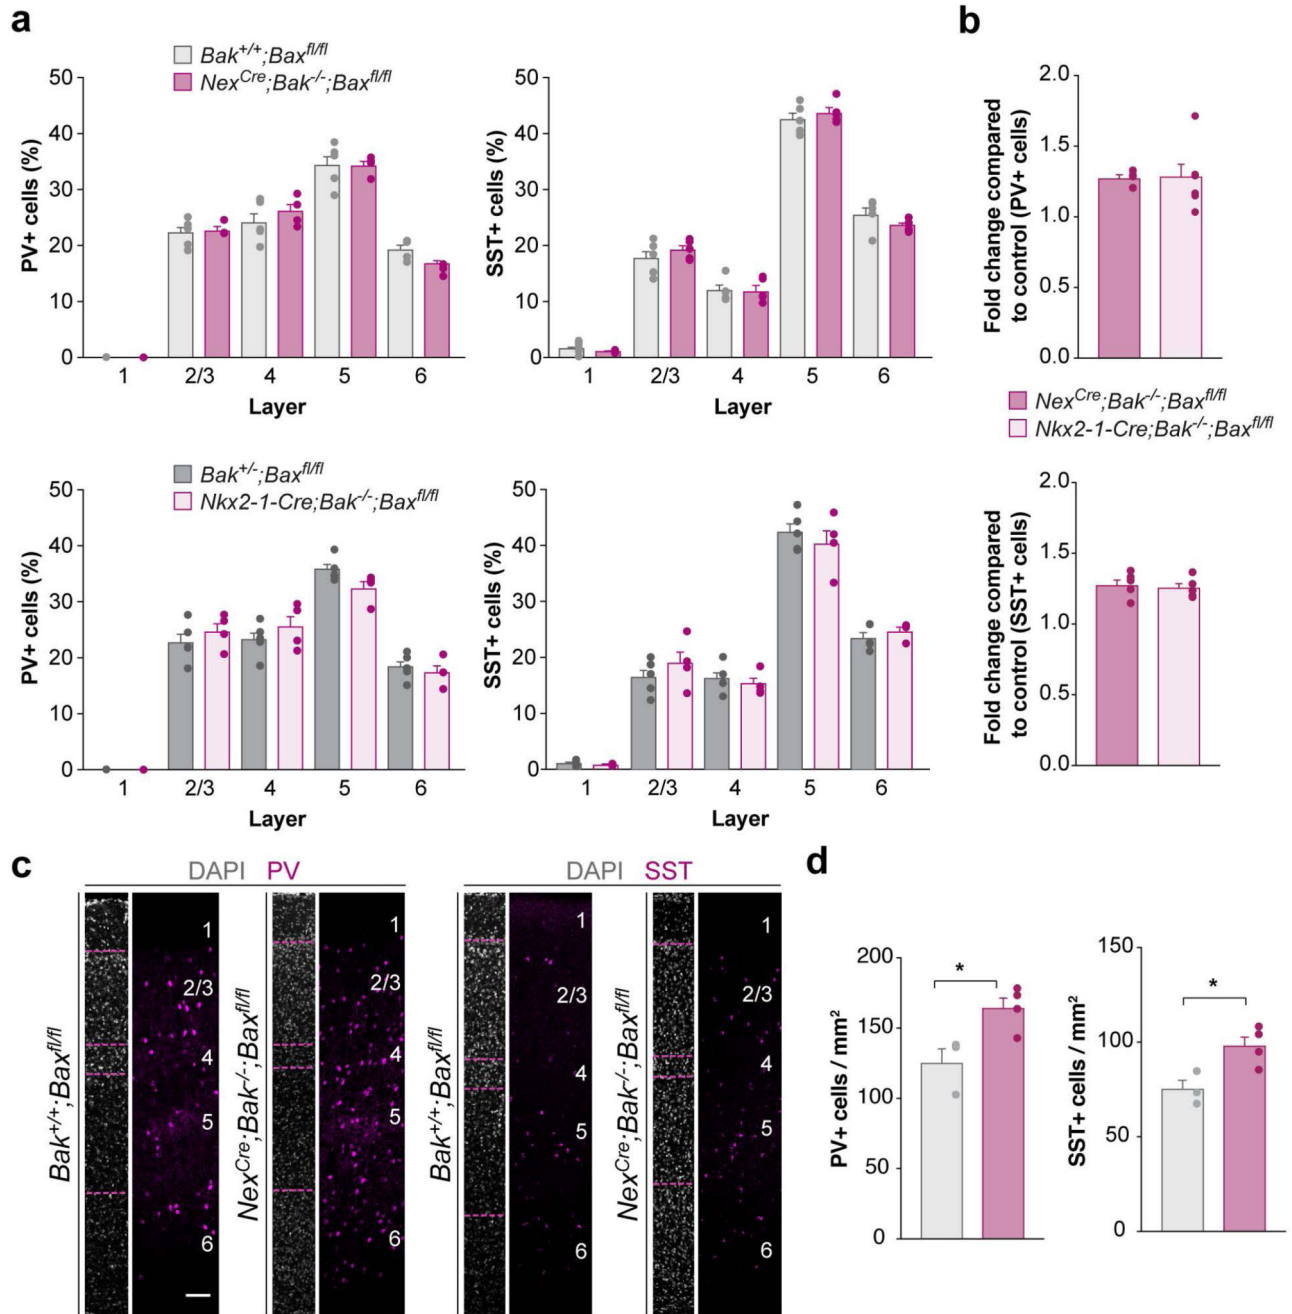 a
Bak+/+;Baxfl/fl
NexCre;Bak-/-;Baxfl/fl
PV+ cells (%)
50
40
30
20
10
0
1 2/3 4 5 6
Layer
SST+ cells (%)
50
40
30
20
10
0
1 2/3 4 5 6
Layer
Bak+/-;Baxfl/fl
Nkx2-1-Cre;Bak-/-;Baxfl/fl
PV+ cells (%)
50
40
30
20
10
0
1 2/3 4 5 6
Layer
SST+ cells (%)
50
40
30
20
10
0
1 2/3 4 5 6
Layer
b
Fold change compared
to control (PV+ cells)
2.0
1.5
1.0
0.5
0.0
NexCre;Bak-/-;Baxfl/fl
Nkx2-1-Cre;Bak-/-;Baxfl/fl
Fold change compared
to control (SST+ cells)
2.0
1.5
1.0
0.5
0.0
c
DAPI PV
Bak+/+;Baxfl/fl
1
2/3
4
5
6
NexCre;Bak-/-;Baxfl/fl
1
2/3
4
5
6
DAPI SST
Bak+/+;Baxfl/fl
1
2/3
4
5
6
NexCre;Bak-/-;Baxfl/fl
1
2/3
4
5
6
d
PV+ cells / mm2
200
150
100
50
0
*
SST+ cells / mm2
150
100
50
0
*